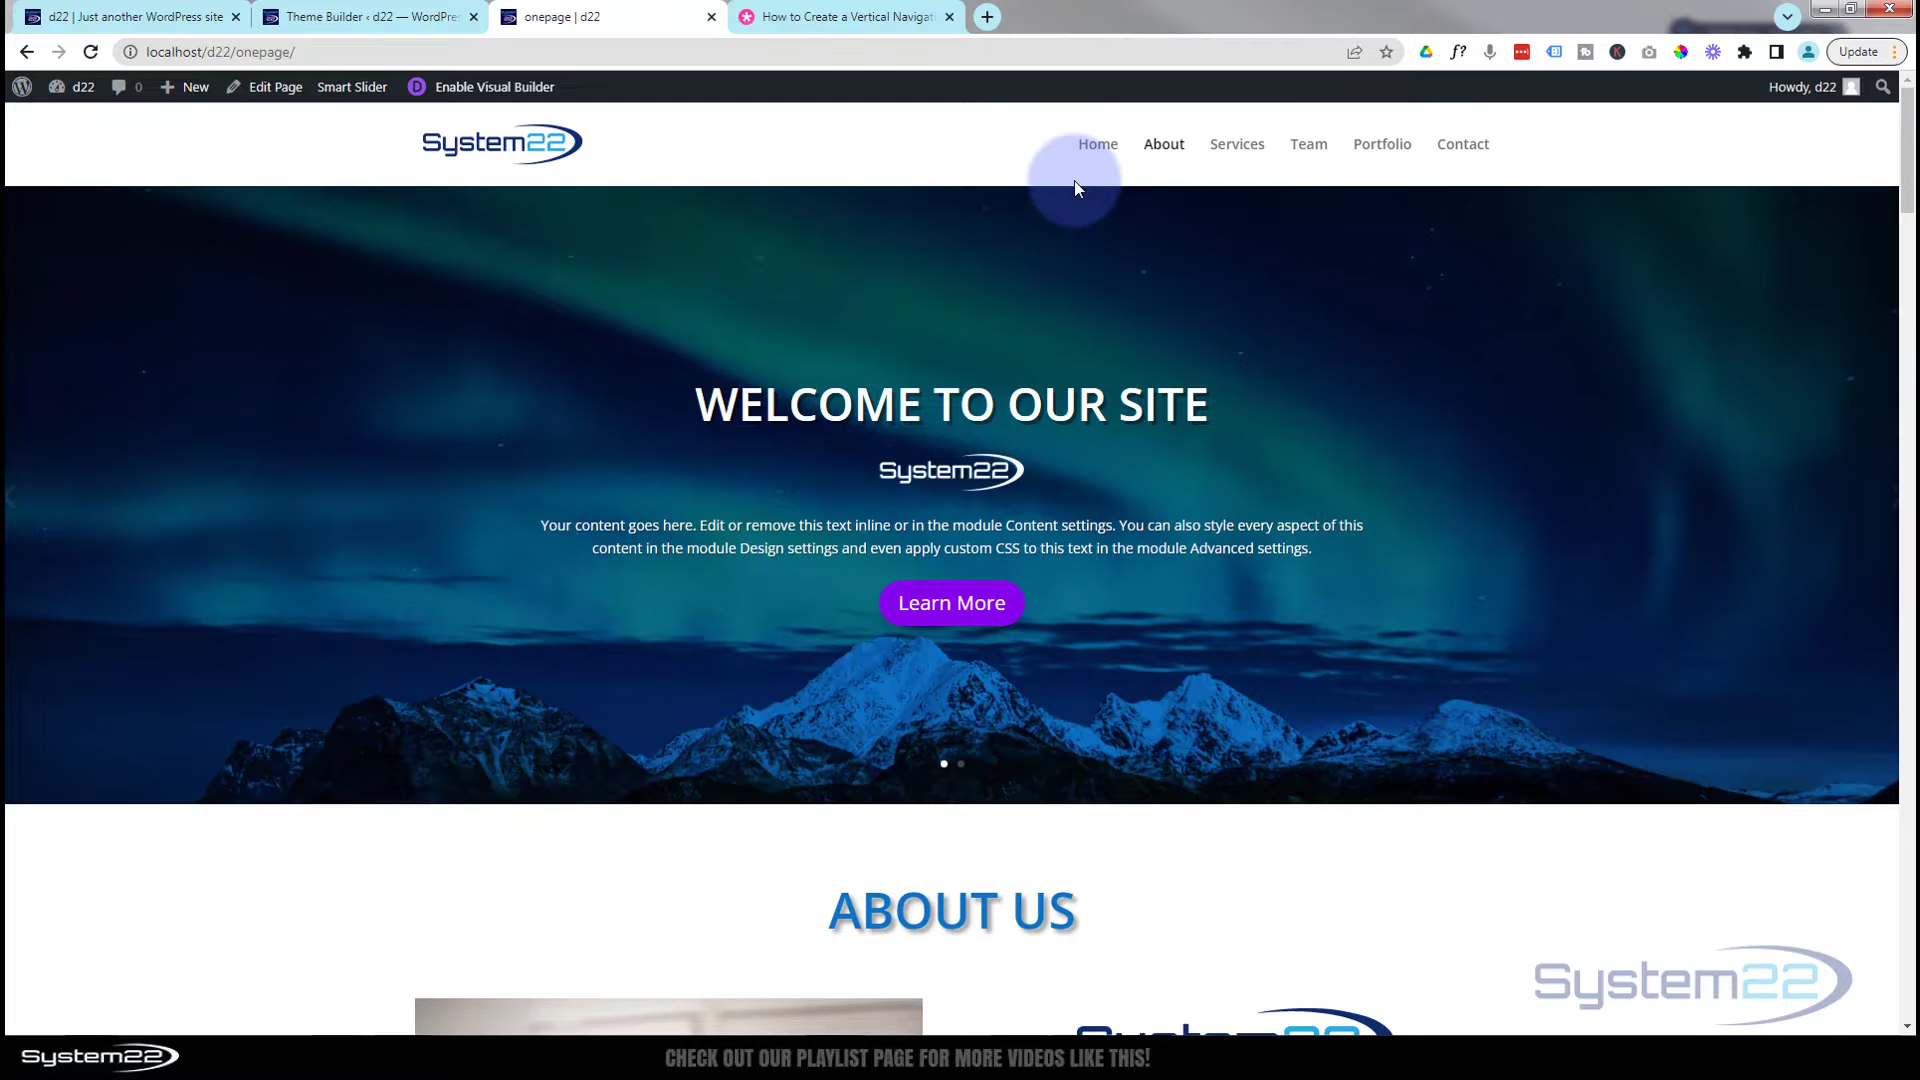 d22 | Just another WordPress site
Theme Builder ‹ d22 — WordPre
onepage | d22
How to Create a Vertical Navigat
localhost/d22/onepage/
Update
d22
0
New
Edit Page
Smart Slider
Enable Visual Builder
Howdy, d22
System22
Home
About
Services
Team
Portfolio
Contact
WELCOME TO OUR SITE
System22
Your content goes here. Edit or remove this text inline or in the module Content settings. You can also style every aspect of this
content in the module Design settings and even apply custom CSS to this text in the module Advanced settings.
Learn More
ABOUT US
System22
System22
System22
CHECK OUT OUR PLAYLIST PAGE FOR MORE VIDEOS LIKE THIS!